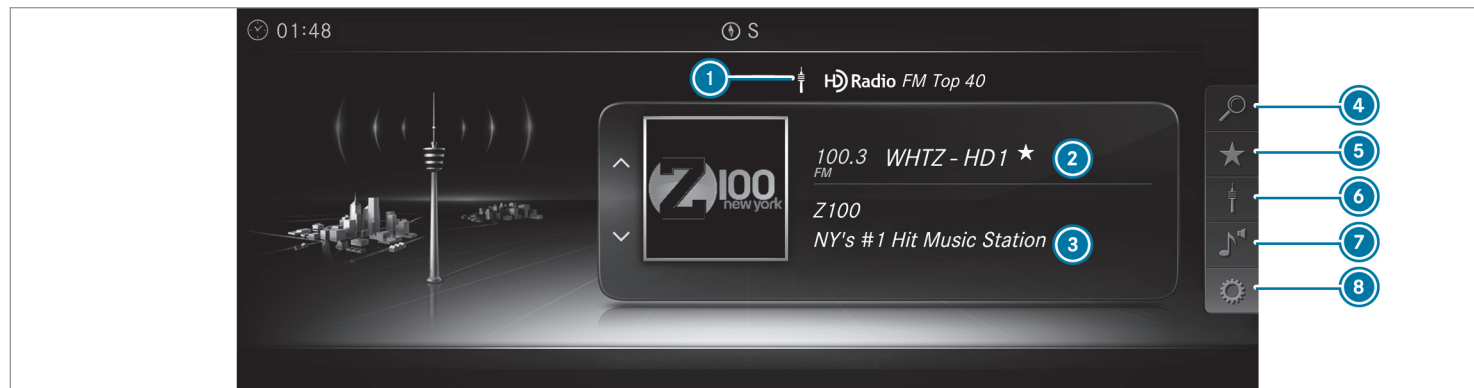 01:48
S
1
HD Radio FM Top 40
Z100
new york
100.3 WHTZ - HD1 ★ 2
FM
Z100
NY's #1 Hit Music Station 3
4
5
6
7
8